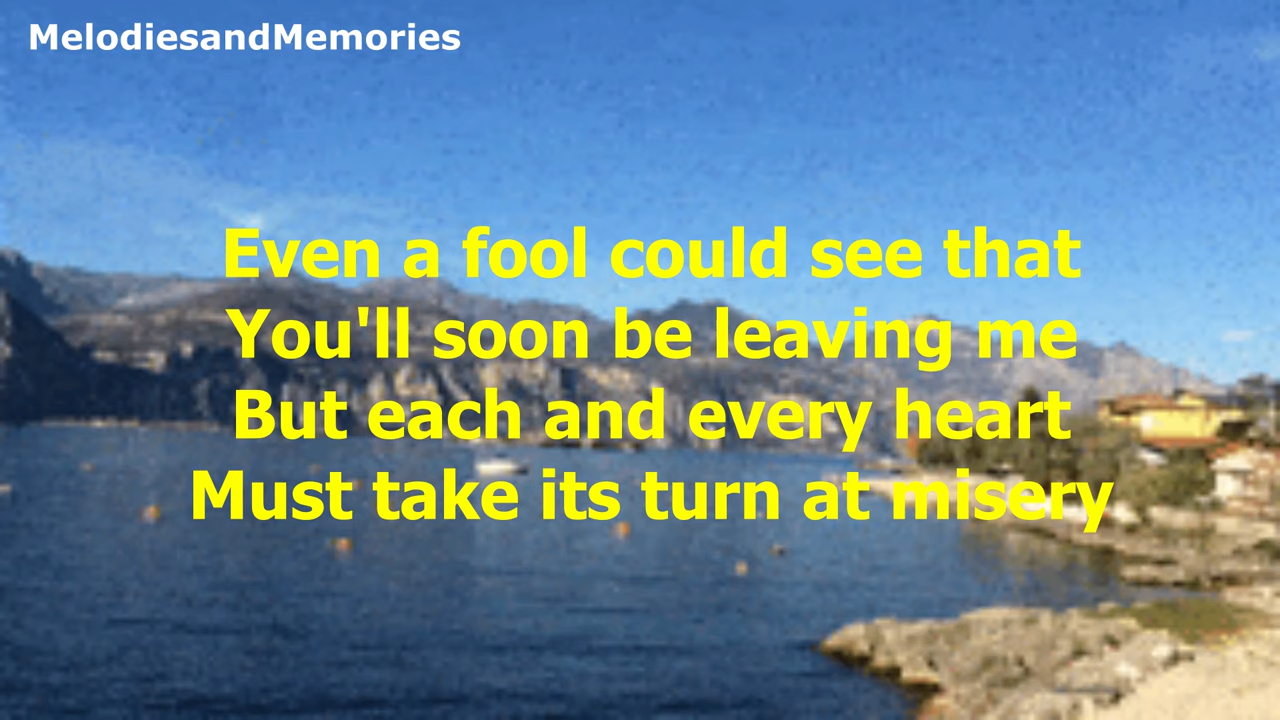 MelodiesandMemories
Even a fool could see that
You'll soon be leaving me
But each and every heart
Must take its turn at misery